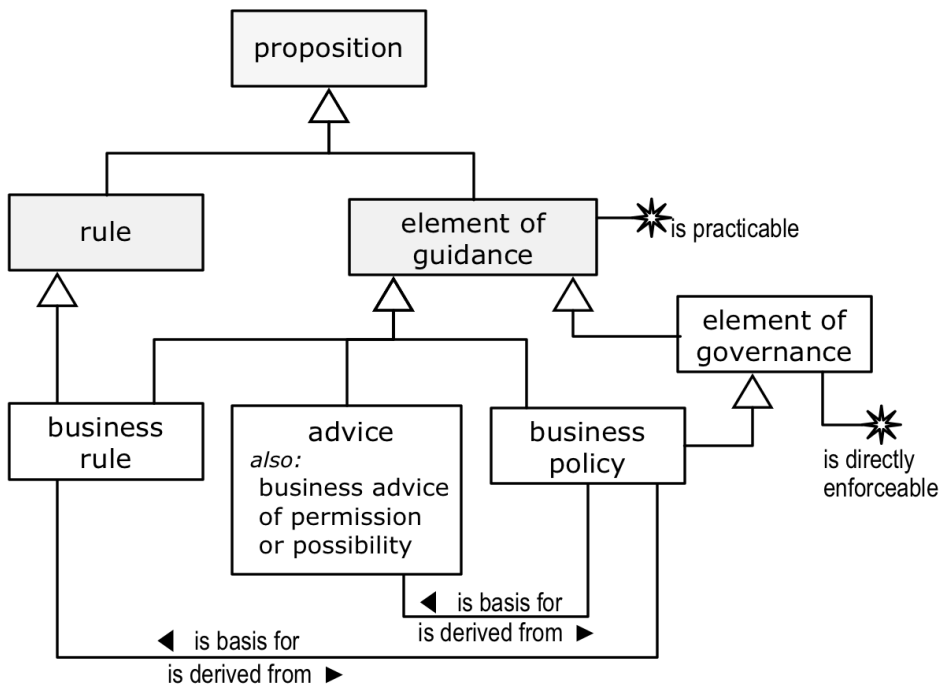 proposition
rule
element of
guidance
is practicable
element of
governance
business
rule
advice
also:
business advice
of permission
or possibility
business
policy
is directly
enforceable
◄ is basis for
is derived from ►
◄ is basis for
is derived from ►